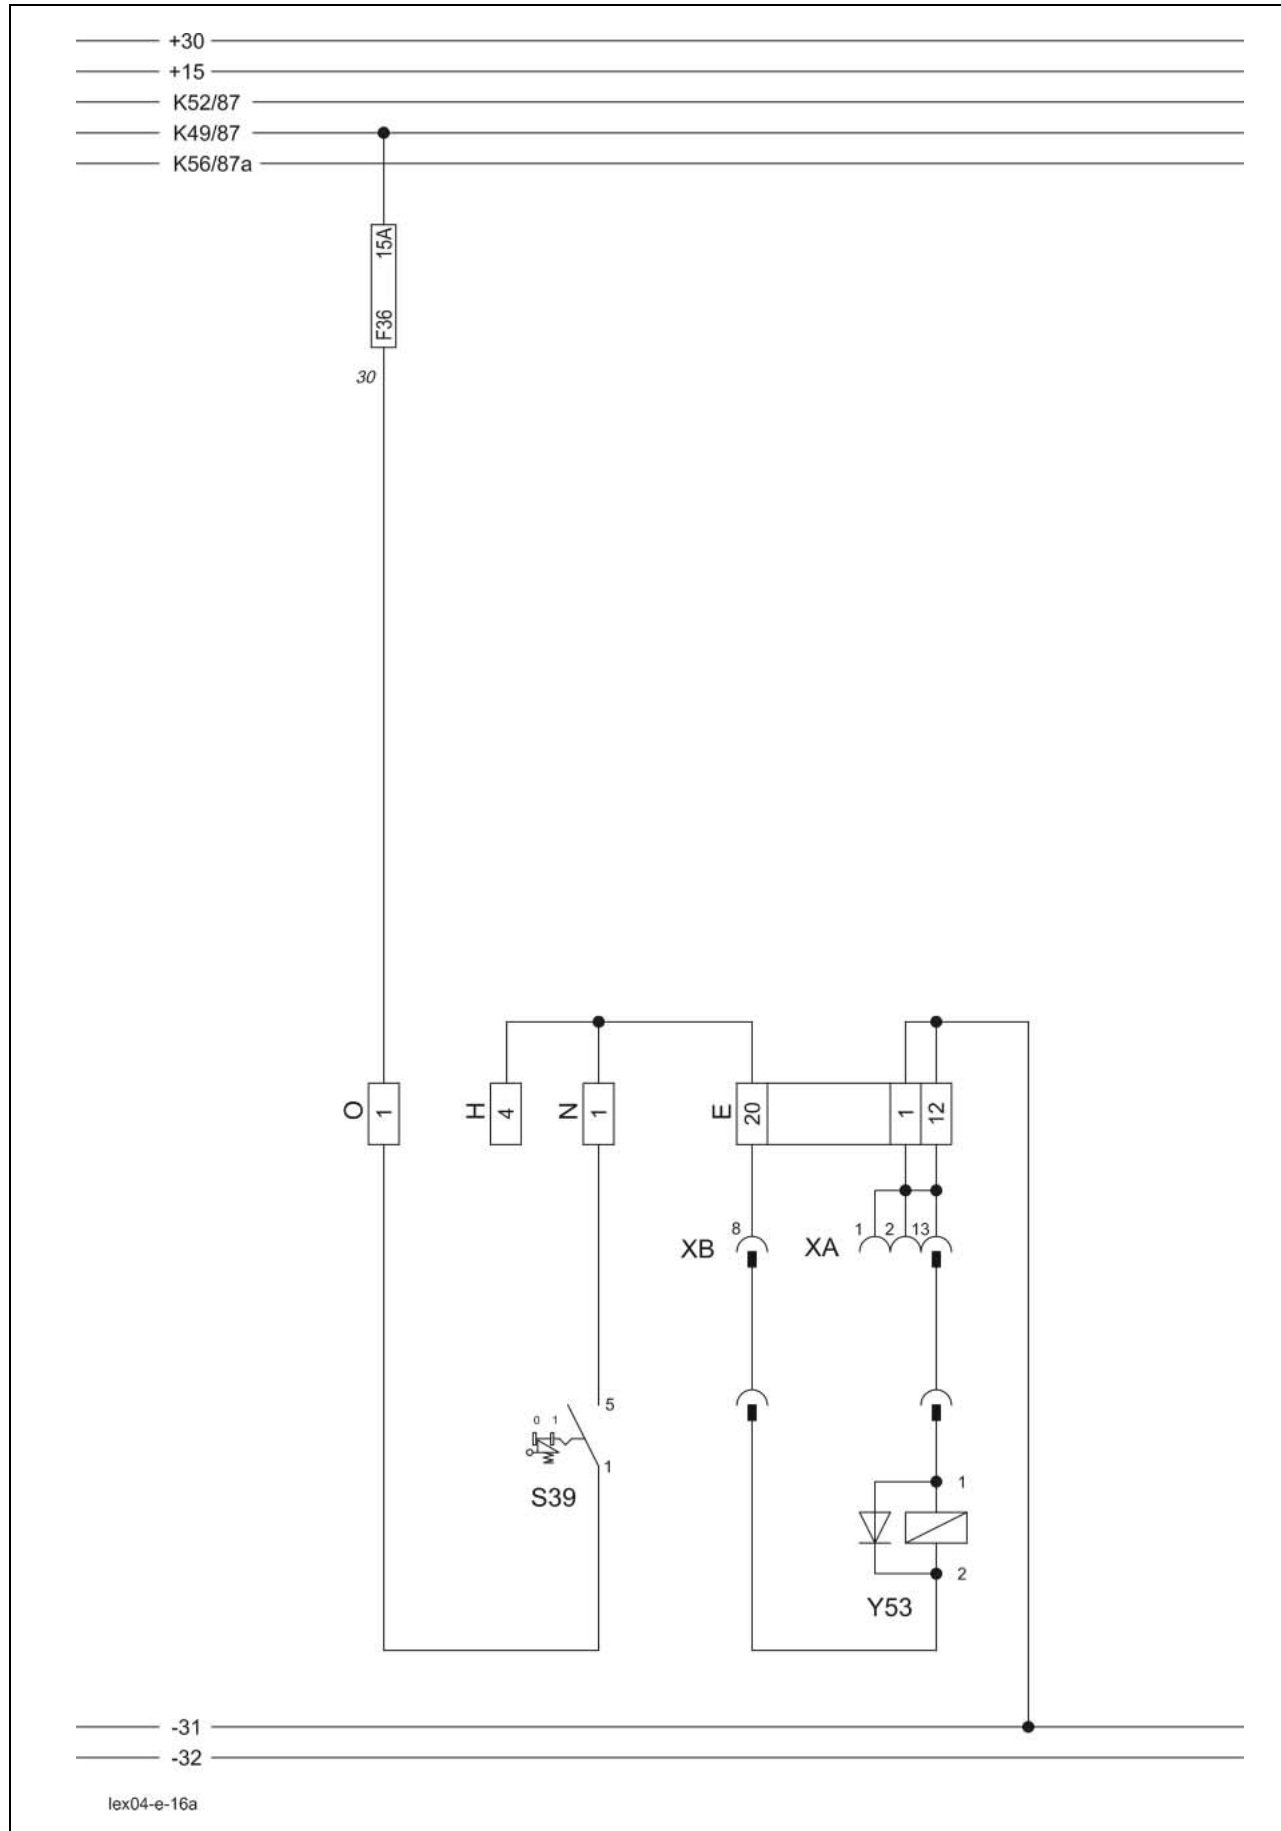 +30
+15
K52/87
K49/87
K56/87a
15A
F36
30
O 1
H 4
N 1
E 20 1 12
XB 8
XA 1 2 13
5
0 1
1
S39
1
2
Y53
-31
-32
lex04-e-16a